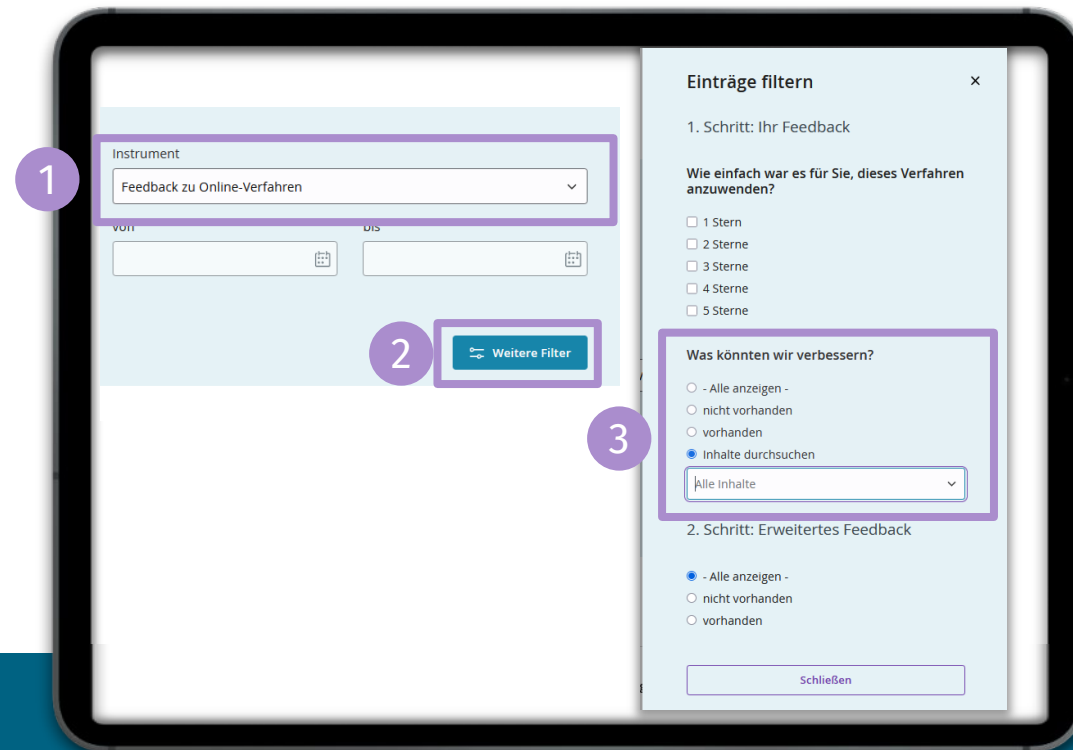 1
Instrument
Feedback zu Online-Verfahren
von
bis
2
Weitere Filter
Einträge filtern
1. Schritt: Ihr Feedback
Wie einfach war es für Sie, dieses Verfahren
anzuwenden?
1 Stern
2 Sterne
3 Sterne
4 Sterne
5 Sterne
3
Was könnten wir verbessern?
- Alle anzeigen -
nicht vorhanden
vorhanden
Inhalte durchsuchen
Alle Inhalte
2. Schritt: Erweitertes Feedback
- Alle anzeigen -
nicht vorhanden
vorhanden
Schließen